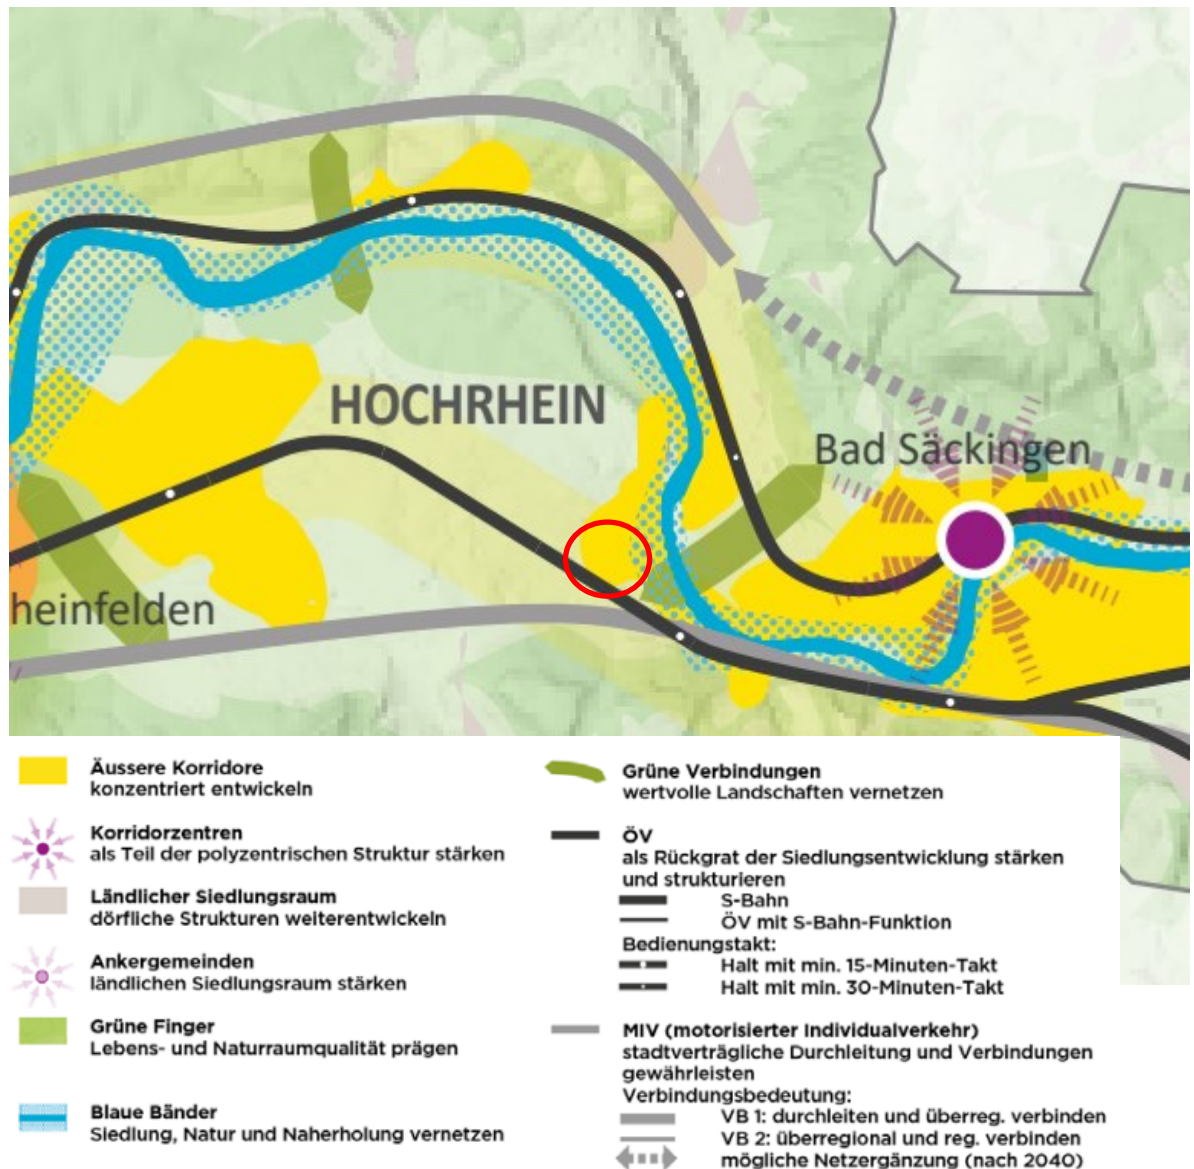 HOCHRHEIN
Bad Säckingen
heinfelden
Äussere Korridore
konzentriert entwickeln
Korridorzentren
als Teil der polyzentrischen Struktur stärken
Ländlicher Siedlungsraum
dörfliche Strukturen weiterentwickeln
Ankergemeinden
ländlichen Siedlungsraum stärken
Grüne Finger
Lebens- und Naturraumqualität prägen
Blaue Bänder
Siedlung, Natur und Naherholung vernetzen
Grüne Verbindungen
wertvolle Landschaften vernetzen
ÖV
als Rückgrat der Siedlungsentwicklung stärken
und strukturieren
S-Bahn
ÖV mit S-Bahn-Funktion
Bedienungstakt:
Halt mit min. 15-Minuten-Takt
Halt mit min. 30-Minuten-Takt
MIV (motorisierter Individualverkehr)
stadtverträgliche Durchleitung und Verbindungen
gewährleisten
Verbindungsbedeutung:
VB 1: durchleiten und überreg. verbinden
VB 2: überregional und reg. verbinden
mögliche Netzergänzung (nach 2040)